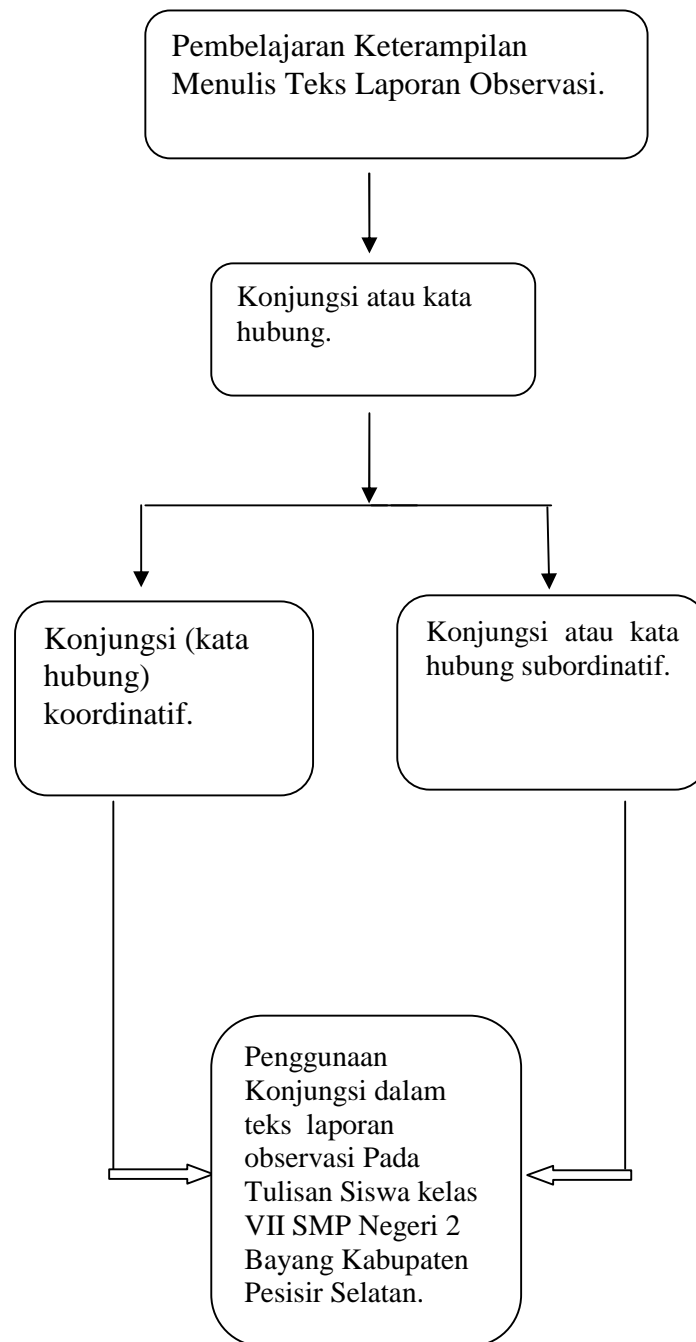 Pembelajaran Keterampilan
Menulis Teks Laporan Observasi.
Konjungsi atau kata
hubung.
Konjungsi (kata
hubung)
koordinatif.
Konjungsi atau kata
hubung subordinatif.
Penggunaan
Konjungsi dalam
teks laporan
observasi Pada
Tulisan Siswa kelas
VII SMP Negeri 2
Bayang Kabupaten
Pesisir Selatan.